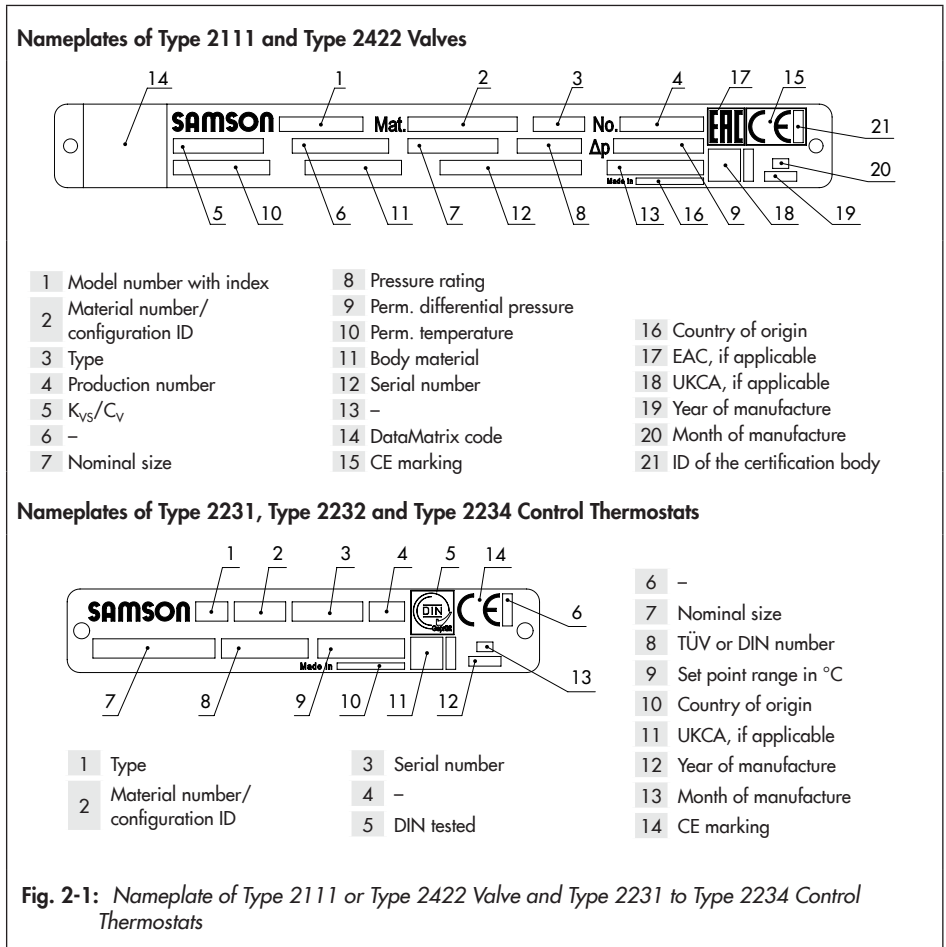 Nameplates of Type 2111 and Type 2422 Valves
14 1 2 3 4 17 15
SAMSON Mat. No. EAC CE
21
Δp
20
Made in
5 10 6 11 7 12 8 13 16 9 18 19
1 Model number with index
2 Material number/
configuration ID
3 Type
4 Production number
5 KVS/CV
6 –
7 Nominal size
8 Pressure rating
9 Perm. differential pressure
10 Perm. temperature
11 Body material
12 Serial number
13 –
14 DataMatrix code
15 CE marking
16 Country of origin
17 EAC, if applicable
18 UKCA, if applicable
19 Year of manufacture
20 Month of manufacture
21 ID of the certification body
Nameplates of Type 2231, Type 2232 and Type 2234 Control Thermostats
1 2 3 4 5 14
SAMSON DIN Geprüft CE
6
Made in
13
7 8 9 10 11 12
1 Type
2 Material number/
configuration ID
3 Serial number
4 –
5 DIN tested
6 –
7 Nominal size
8 TÜV or DIN number
9 Set point range in °C
10 Country of origin
11 UKCA, if applicable
12 Year of manufacture
13 Month of manufacture
14 CE marking
Fig. 2-1: Nameplate of Type 2111 or Type 2422 Valve and Type 2231 to Type 2234 Control
Thermostats